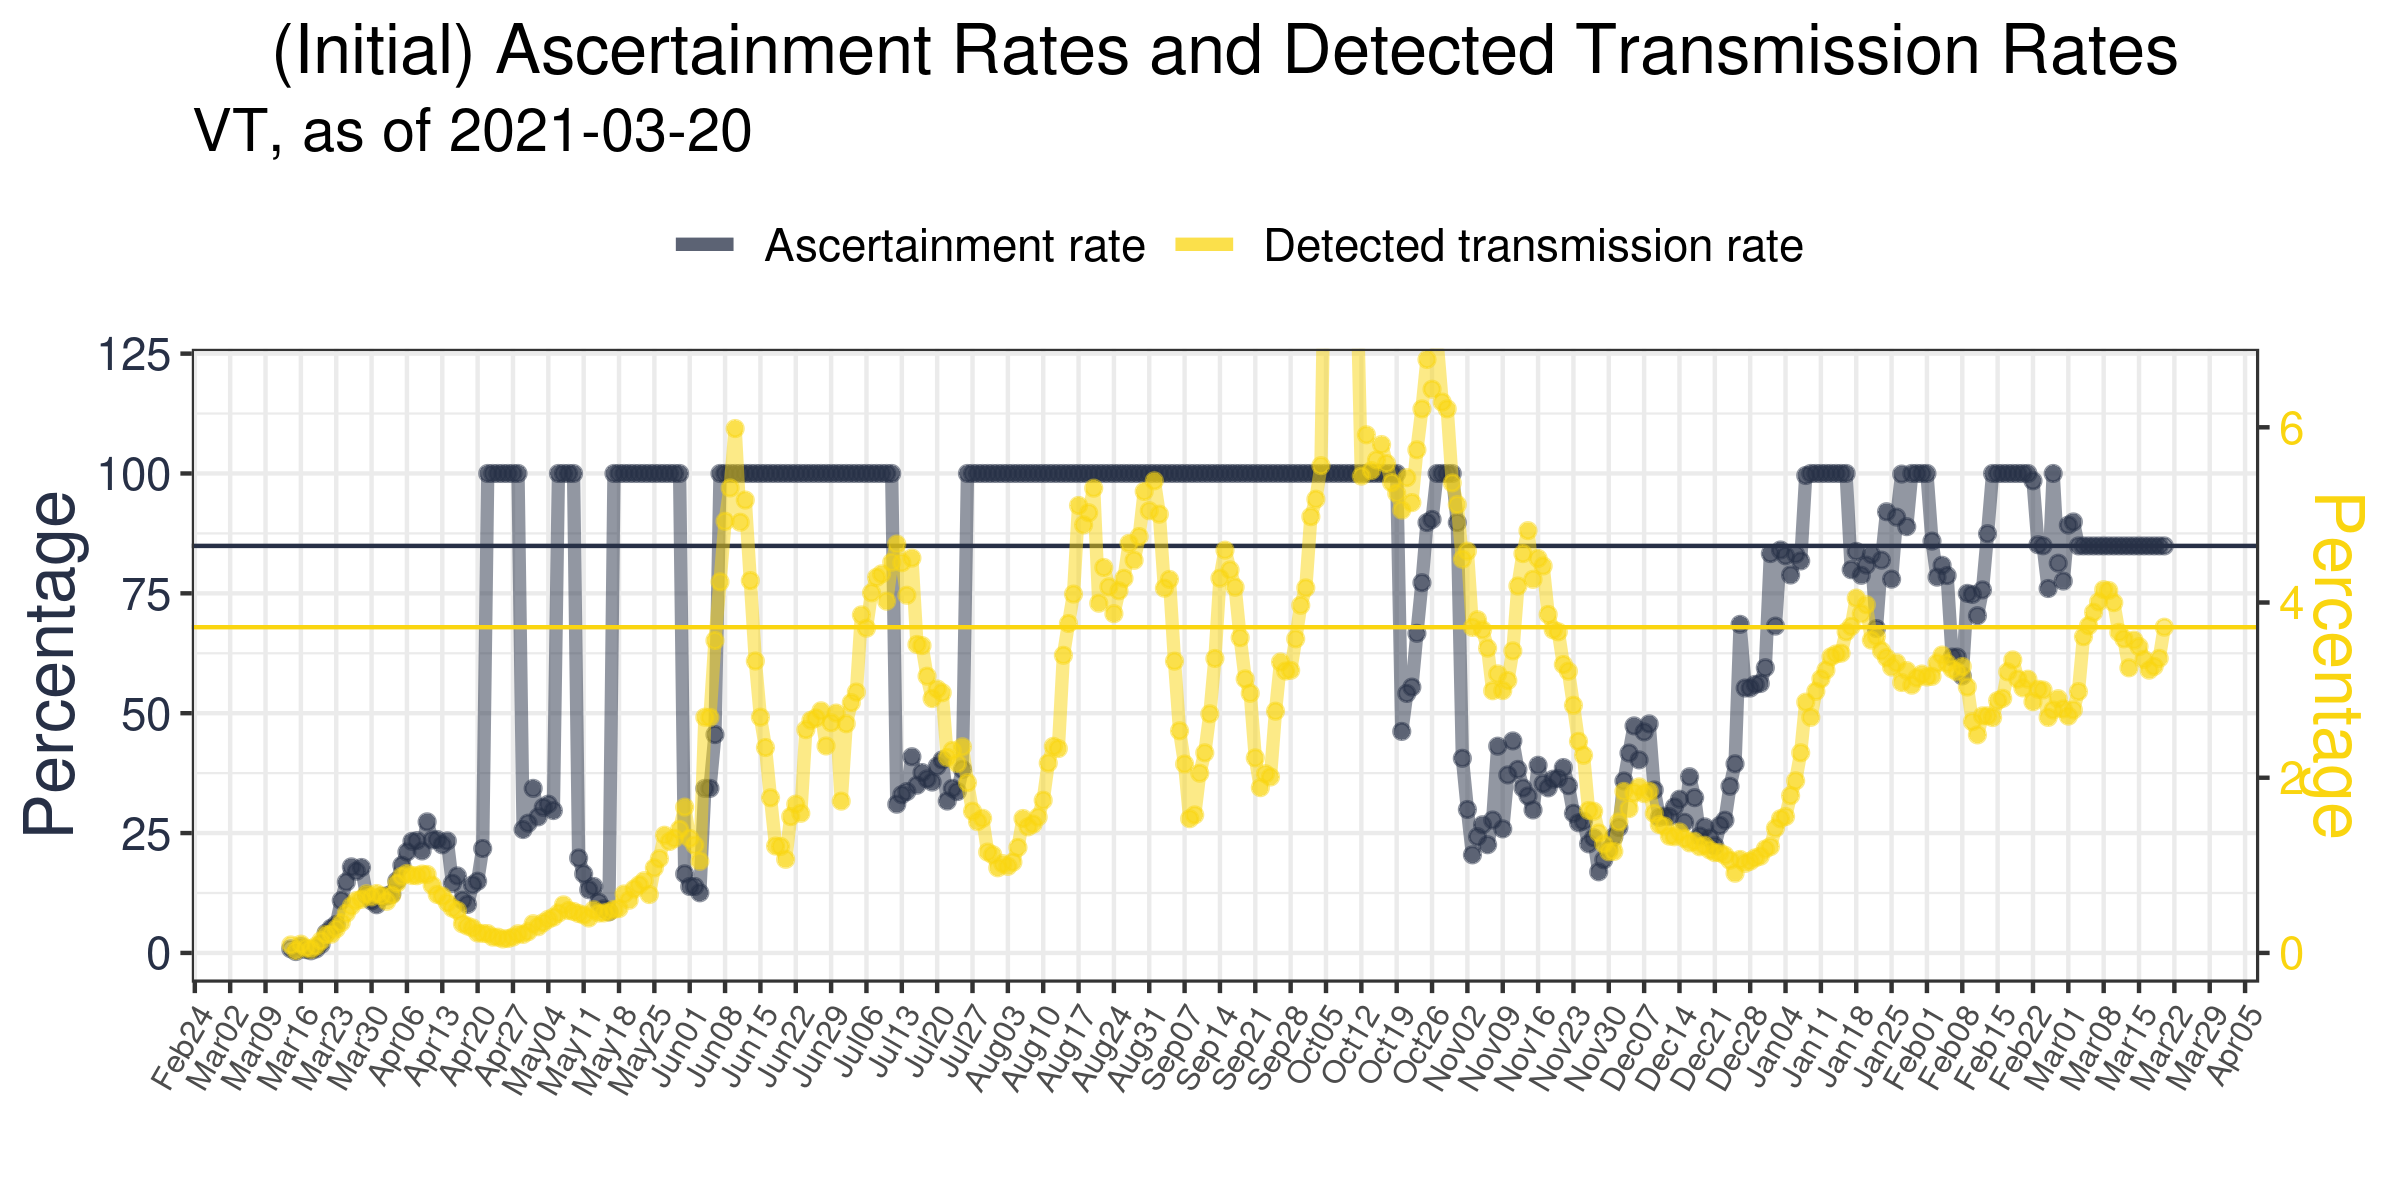 (Initial) Ascertainment Rates and Detected Transmission Rates
VT, as of 2021-03-20
Ascertainment rate Detected transmission rate
125
100
75
50
25
0
Percentage
6
4
2
0
Percentage
Feb24 Mar02 Mar09 Mar16 Mar23 Mar30 Apr06 Apr13 Apr20 Apr27 May04 May11 May18 May25 Jun01 Jun08 Jun15 Jun22 Jun29 Jul06 Jul13 Jul20 Jul27 Aug03 Aug10 Aug17 Aug24 Aug31 Sep07 Sep14 Sep21 Sep28 Oct05 Oct12 Oct19 Oct26 Nov02 Nov09 Nov16 Nov23 Nov30 Dec07 Dec14 Dec21 Dec28 Jan04 Jan11 Jan18 Jan25 Feb01 Feb08 Feb15 Feb22 Mar01 Mar08 Mar15 Mar22 Mar29 Apr05